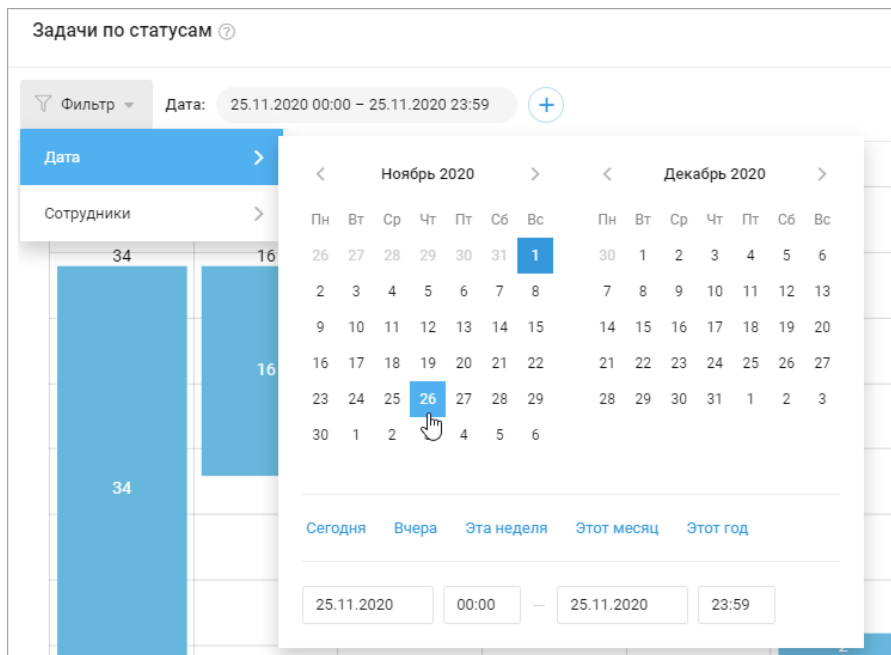 Задачи по статусам ?
Фильтр Дата: 25.11.2020 00:00 – 25.11.2020 23:59 +
Дата
Сотрудники
34 16
16
34
Ноябрь 2020
Пн Вт Ср Чт Пт Сб Вс
26 27 28 29 30 31 1
2 3 4 5 6 7 8
9 10 11 12 13 14 15
16 17 18 19 20 21 22
23 24 25 26 27 28 29
30 1 2 4 5 6
Декабрь 2020
Пн Вт Ср Чт Пт Сб Вс
30 1 2 3 4 5 6
7 8 9 10 11 12 13
14 15 16 17 18 19 20
21 22 23 24 25 26 27
28 29 30 31 1 2 3
Сегодня Вчера Эта неделя Этот месяц Этот год
25.11.2020 00:00 — 25.11.2020 23:59